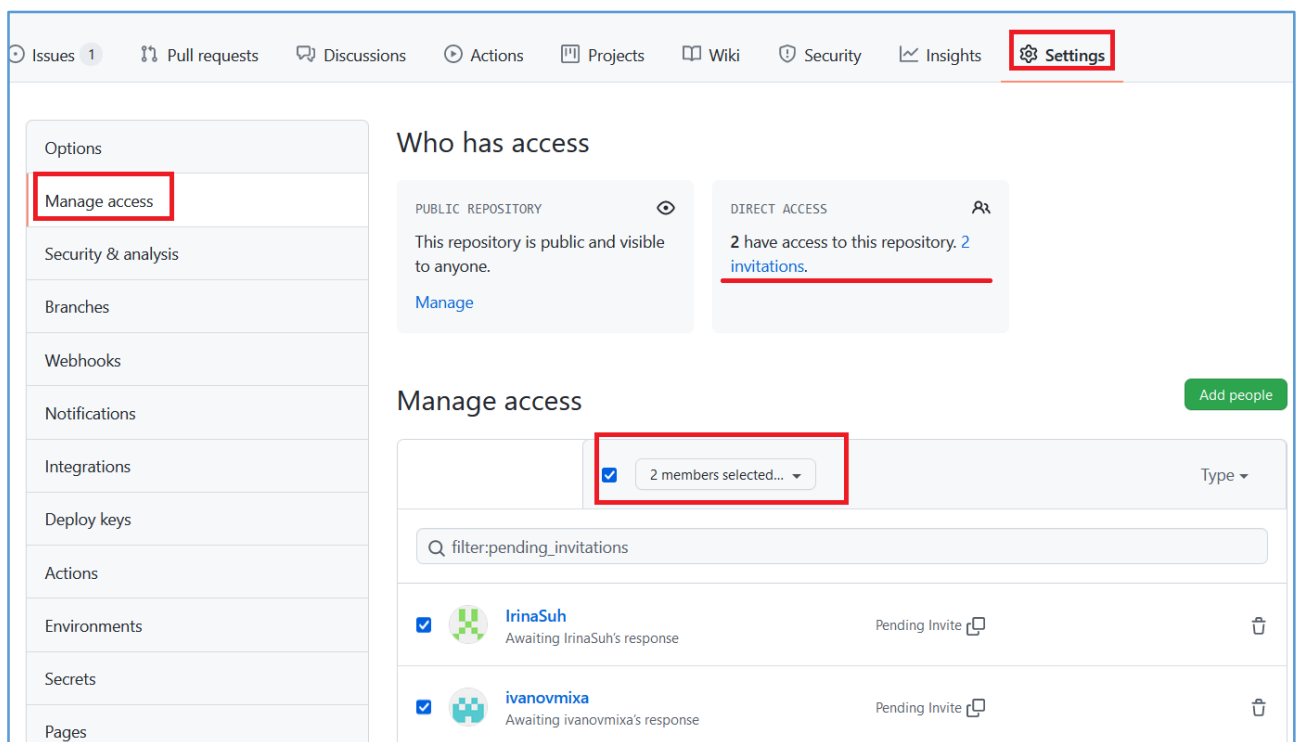 Issues 1 Pull requests Discussions Actions Projects Wiki Security Insights Settings
Options
Manage access
Security & analysis
Branches
Webhooks
Notifications
Integrations
Deploy keys
Actions
Environments
Secrets
Pages
Who has access
PUBLIC REPOSITORY
This repository is public and visible
to anyone.
Manage
DIRECT ACCESS
2 have access to this repository. 2
invitations.
Manage access
Add people
2 members selected...
Type
filter:pending_invitations
IrinaSuh
Awaiting IrinaSuh's response
Pending Invite
ivanovmixa
Awaiting ivanovmixa's response
Pending Invite